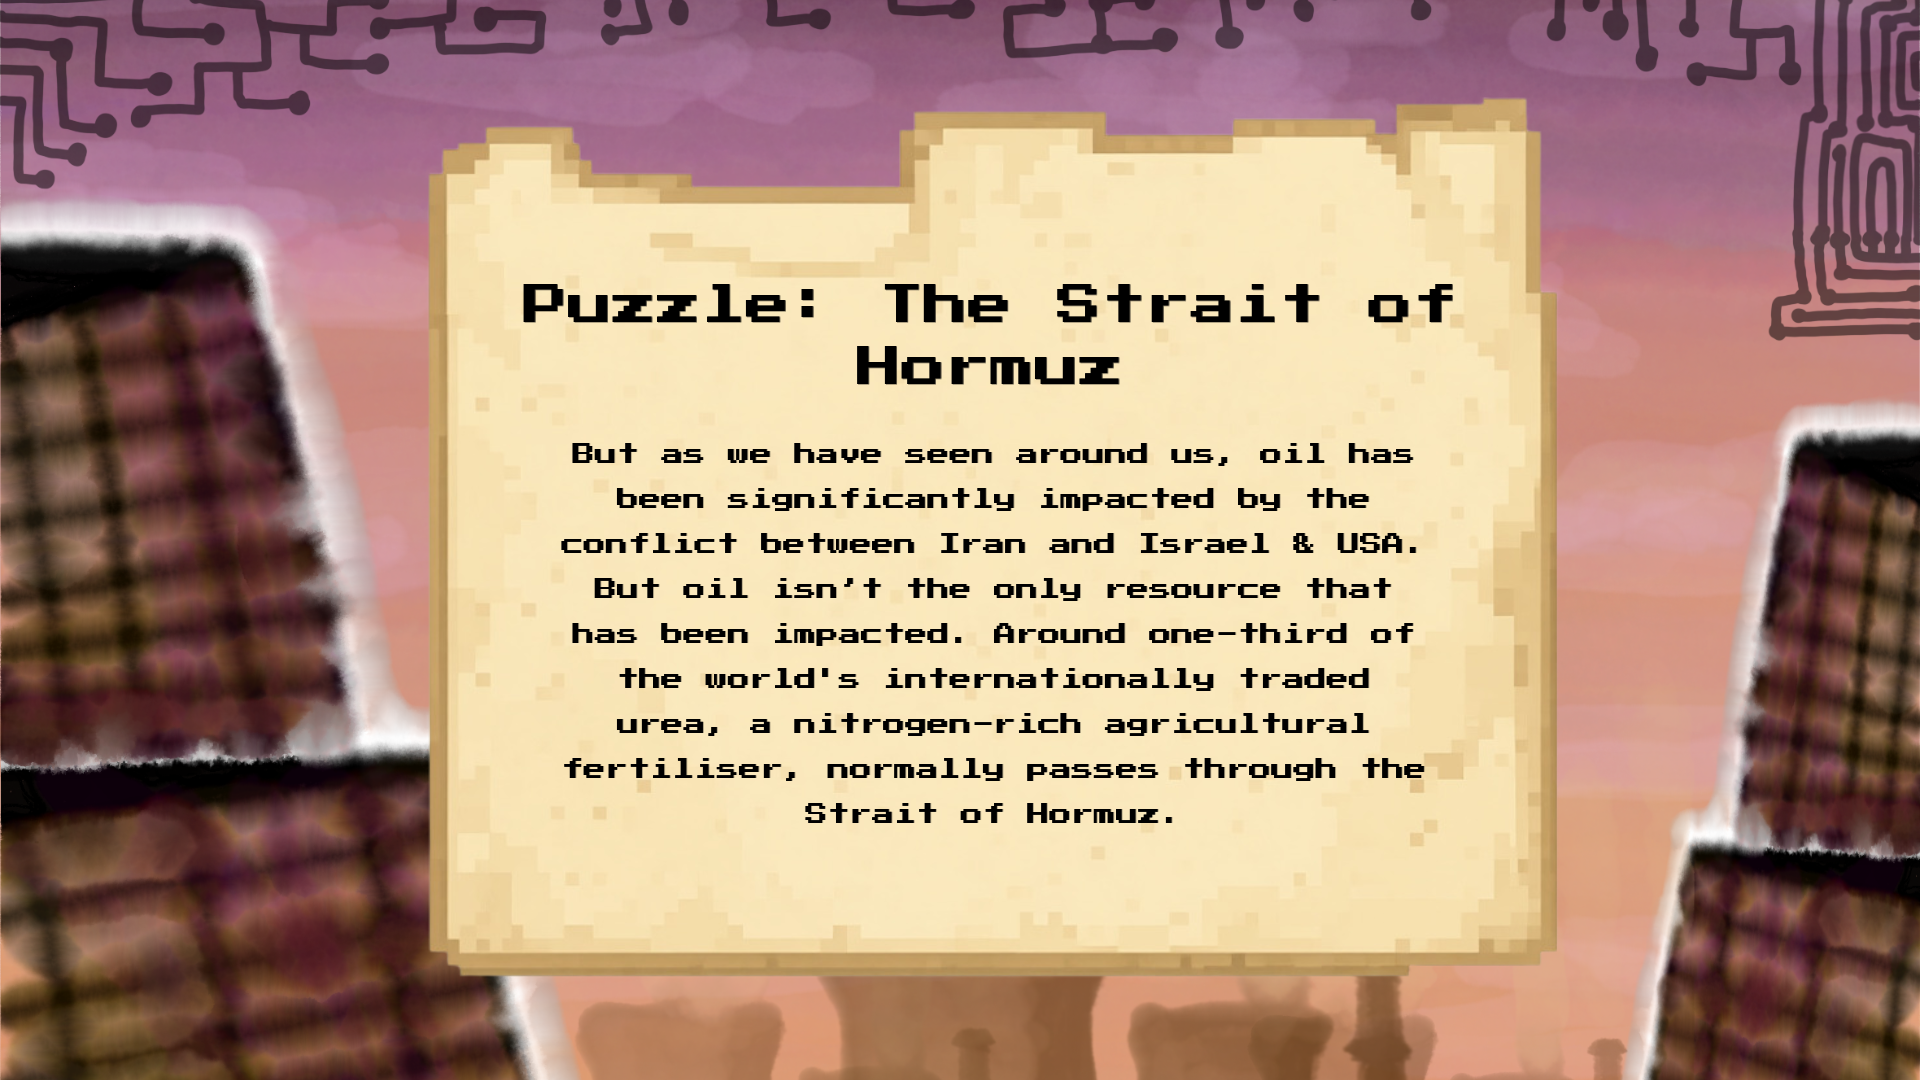 Puzzle: The Strait of
Hormuz
But as we have seen around us, oil has
been significantly impacted by the
conflict between Iran and Israel & USA.
But oil isn’t the only resource that
has been impacted. Around one-third of
the world's internationally traded
urea, a nitrogen-rich agricultural
fertiliser, normally passes through the
Strait of Hormuz.